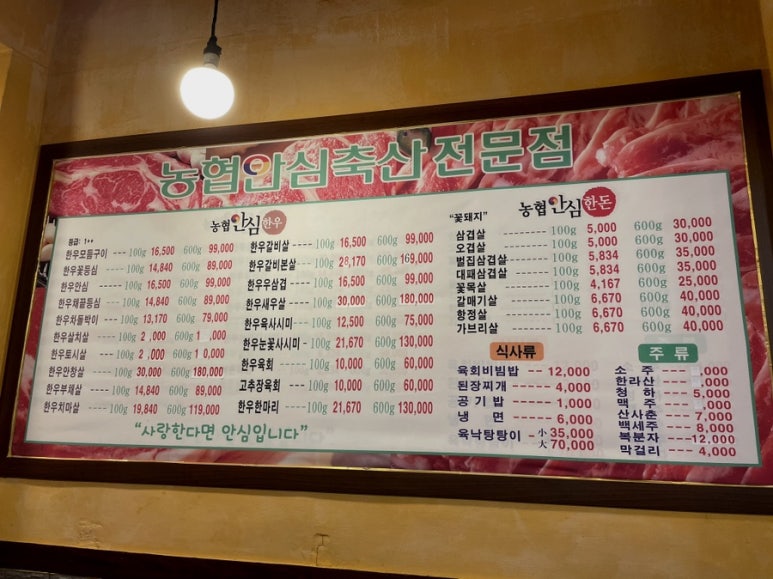 농협안심축산전문점
농협 안심 한우
등급: 1++
한우모듬구이 ---- 100g 16,500 600g 99,000
한우꽃등심 ---- 100g 14,840 600g 89,000
한우안심 ---- 100g 16,500 600g 99,000
한우채끝등심 ---- 100g 14,840 600g 89,000
한우차돌박이 ---- 100g 13,170 600g 79,000
한우살치살 ---- 100g 600g
한우토시살 ---- 100g 600g
한우안창살 ---- 100g 30,000 600g 180,000
한우부채살 ---- 100g 14,840 600g 89,000
한우치마살 ---- 100g 19,840 600g 119,000
한우갈비살 ---- 100g 16,500 600g 99,000
한우갈비본살 ---- 100g 28,170 600g 169,000
한우우삼겹 ---- 100g 16,500 600g 99,000
한우새우살 ---- 100g 30,000 600g 180,000
한우육사시미 ---- 100g 12,500 600g 75,000
한우눈꽃사시미 - 100g 21,670 600g 130,000
한우육회 ---- 100g 10,000 600g 60,000
고추장육회 ---- 100g 10,000 600g 60,000
한우한마리 ---- 100g 21,670 600g 130,000
"사랑한다면 안심입니다"
농협 안심 한돈
"꽃돼지"
삼겹살 -------- 100g 5,000 600g 30,000
오겹살 -------- 100g 5,000 600g 30,000
벌집삼겹살 ------ 100g 5,834 600g 35,000
대패삼겹살 ------ 100g 5,834 600g 35,000
꽃목살 -------- 100g 4,167 600g 25,000
갈매기살 ------- 100g 6,670 600g 40,000
항정살 -------- 100g 6,670 600g 40,000
가브리살 ------- 100g 6,670 600g 40,000
식사류
육회비빔밥 -- 12,000
된장찌개 ---- 4,000
공기밥 ---- 1,000
냉 면 ---- 6,000
육낙탕탕이 - 小 35,000
大 70,000
주 류
소 주 ----
한라산 ----
청 하 ---- 5,000
맥 주 ----
산사춘 ---- 7,000
백세주 --- 8,000
복분자 --- 12,000
막걸리 ---- 4,000